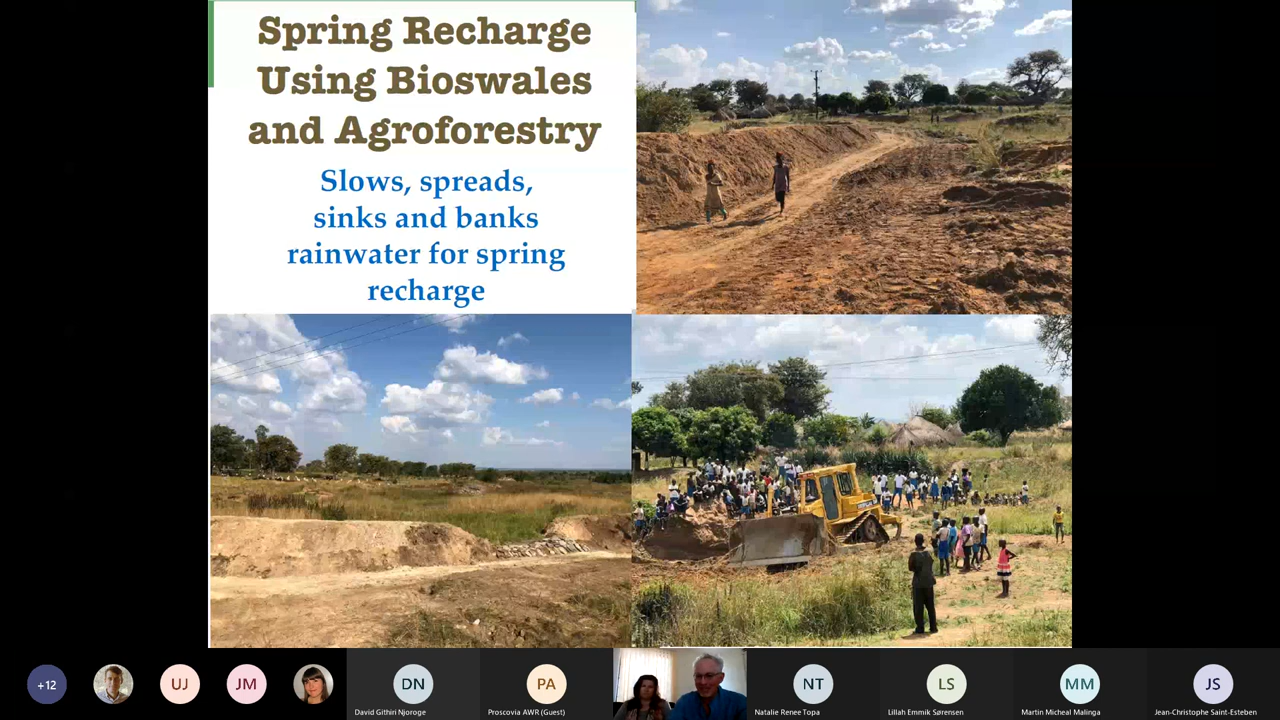 Spring Recharge
Using Bioswales
and Agroforestry
Slows, spreads,
sinks and banks
rainwater for spring
recharge
+12
UJ
JM
DN
David Githiri Njoroge
PA
Proscovia AWR (Guest)
NT
Natalie Renee Topa
LS
Lillah Emmik Sørensen
MM
Martin Micheal Malinga
JS
Jean-Christophe Saint-Esteben